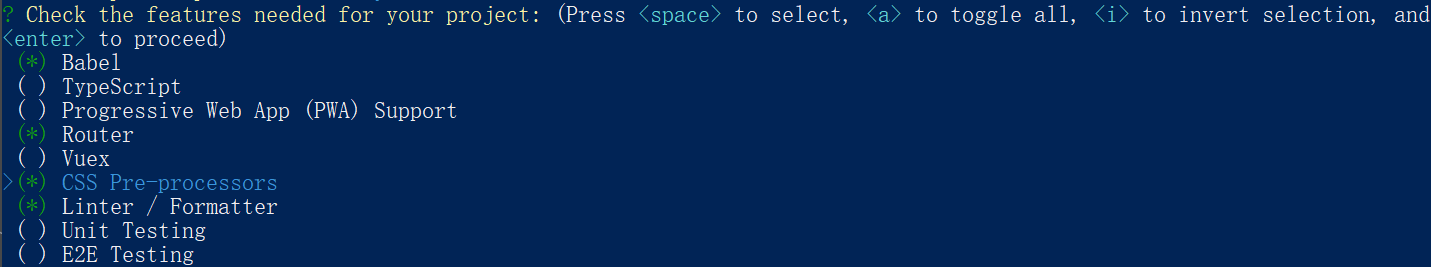 ? Check the features needed for your project: (Press <space> to select, <a> to toggle all, <i> to invert selection, and
<enter> to proceed)
(*) Babel
( ) TypeScript
( ) Progressive Web App (PWA) Support
(*) Router
( ) Vuex
>(*) CSS Pre-processors
(*) Linter / Formatter
( ) Unit Testing
( ) E2E Testing